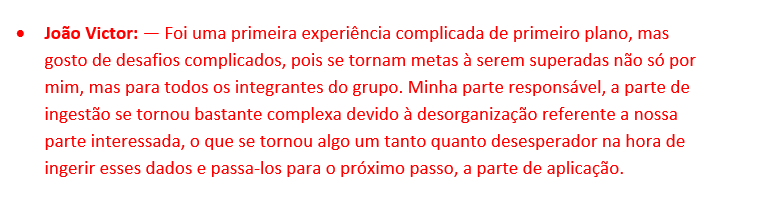 • João Victor: — Foi uma primeira experiência complicada de primeiro plano, mas
gosto de desafios complicados, pois se tornam metas à serem superadas não só por
mim, mas para todos os integrantes do grupo. Minha parte responsável, a parte de
ingestão se tornou bastante complexa devido à desorganização referente a nossa
parte interessada, o que se tornou algo um tanto quanto desesperador na hora de
ingerir esses dados e passa-los para o próximo passo, a parte de aplicação.